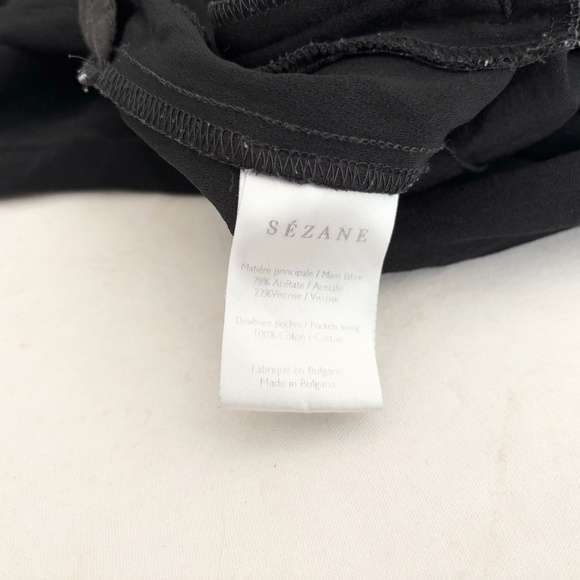 SÉZANE
Matière principale / Main fabric
78% Acétate / Acetate
22%Viscose / Viscose
Doublure poches / Pockets lining
100% Coton / Cotton
Fabriqué en Bulgarie
Made in Bulgaria